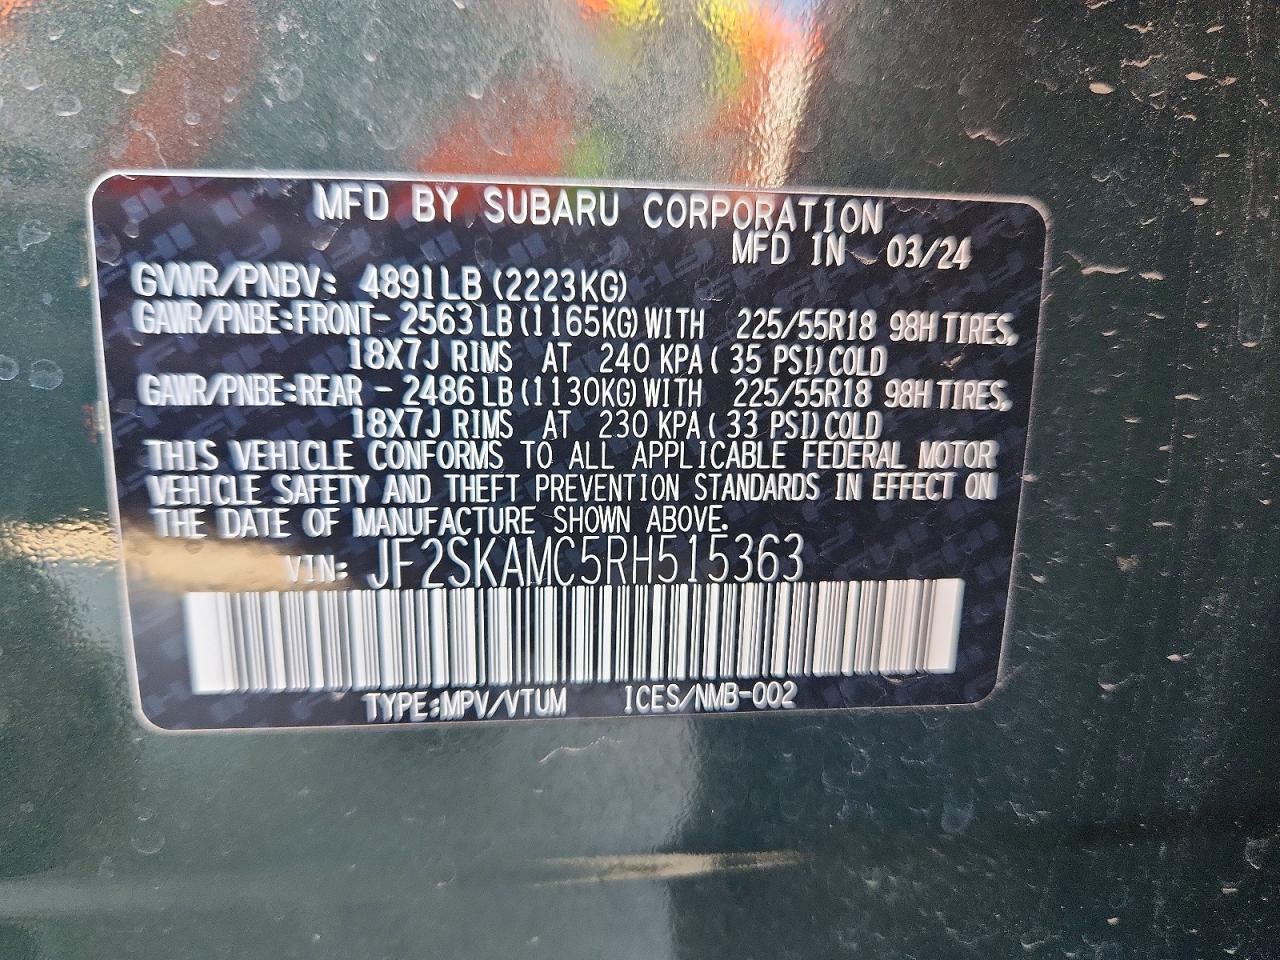 MFD BY SUBARU CORPORATION
MFD IN 03/24
GVWR/PNBV: 4891LB (2223KG)
GAWR/PNBE:FRONT- 2563LB (1165KG) WITH 225/55R18 98H TIRES,
18X7J RIMS AT 240 KPA ( 35 PSI) COLD
GAWR/PNBE:REAR - 2486LB (1130KG) WITH 225/55R18 98H TIRES,
18X7J RIMS AT 230 KPA ( 33 PSI) COLD
THIS VEHICLE CONFORMS TO ALL APPLICABLE FEDERAL MOTOR
VEHICLE SAFETY AND THEFT PREVENTION STANDARDS IN EFFECT ON
THE DATE OF MANUFACTURE SHOWN ABOVE.
VIN: JF2SKAMC5RH515363
TYPE:MPV/VTUM ICES/NMB-002